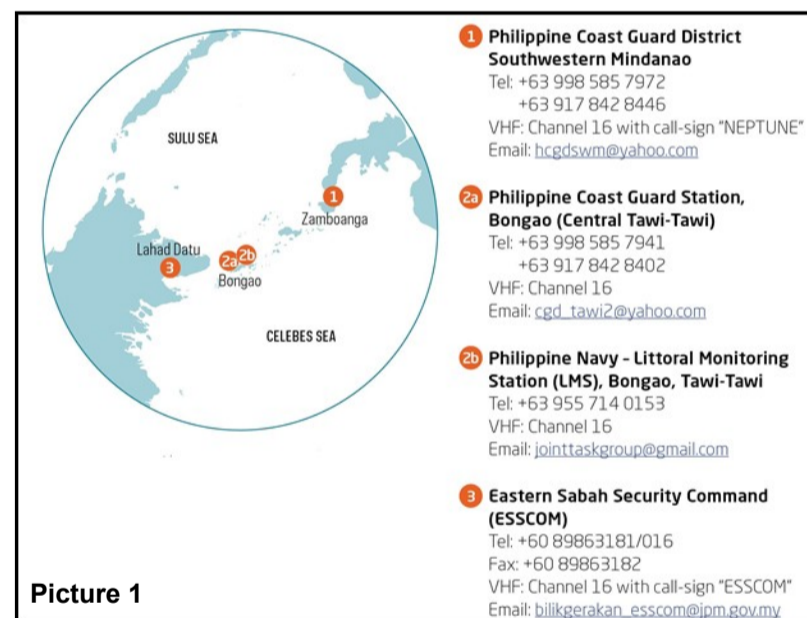 SULU SEA
1
Zamboanga
Lahad Datu
3
2a
2b
Bongao
CELEBES SEA
Picture 1
1 Philippine Coast Guard District
Southwestern Mindanao
Tel: +63 998 585 7972
+63 917 842 8446
VHF: Channel 16 with call-sign "NEPTUNE"
Email: hcgdswm@yahoo.com
2a Philippine Coast Guard Station,
Bongao (Central Tawi-Tawi)
Tel: +63 998 585 7941
+63 917 842 8402
VHF: Channel 16
Email: cgd_tawi2@yahoo.com
2b Philippine Navy - Littoral Monitoring
Station (LMS), Bongao, Tawi-Tawi
Tel: +63 955 714 0153
VHF: Channel 16
Email: jointtaskgroup@gmail.com
3 Eastern Sabah Security Command
(ESSCOM)
Tel: +60 89863181/016
Fax: +60 89863182
VHF: Channel 16 with call-sign "ESSCOM"
Email: bilikgerakan_esscom@jpm.gov.my